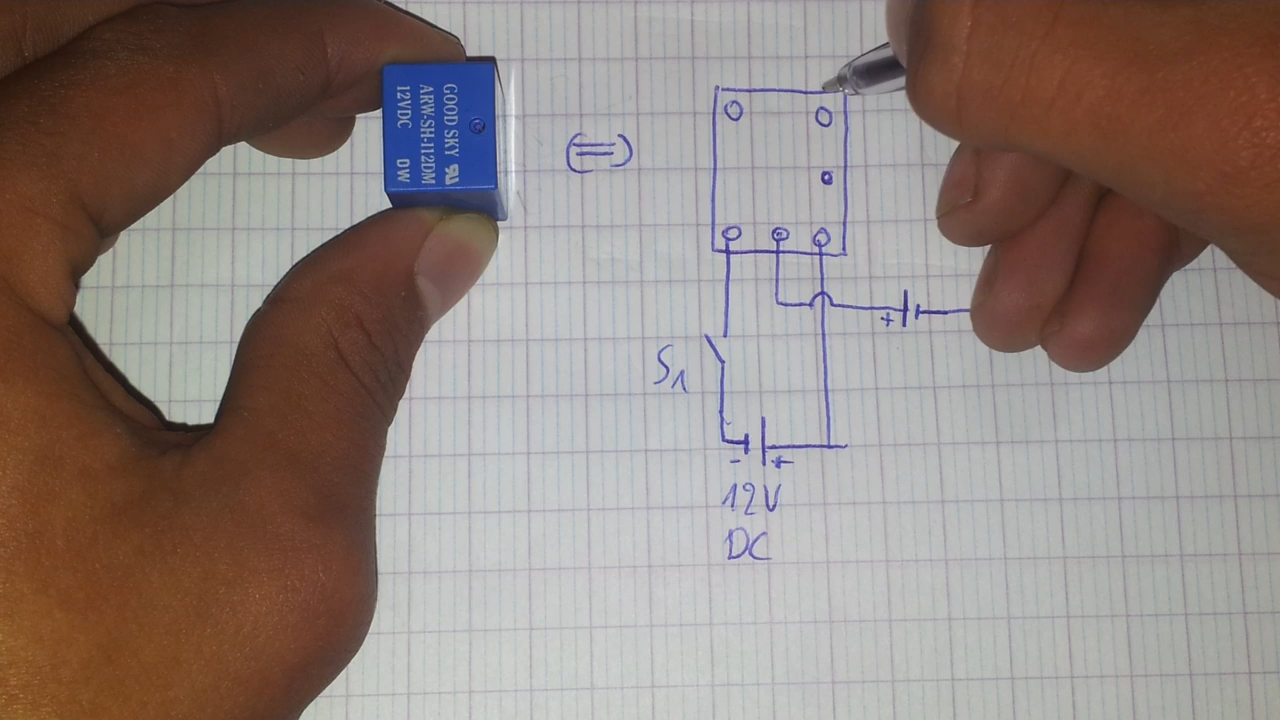 GOOD SKY
ARW-SH-112DM
12VDC DW
(=)
S1
+
- +
12V
DC